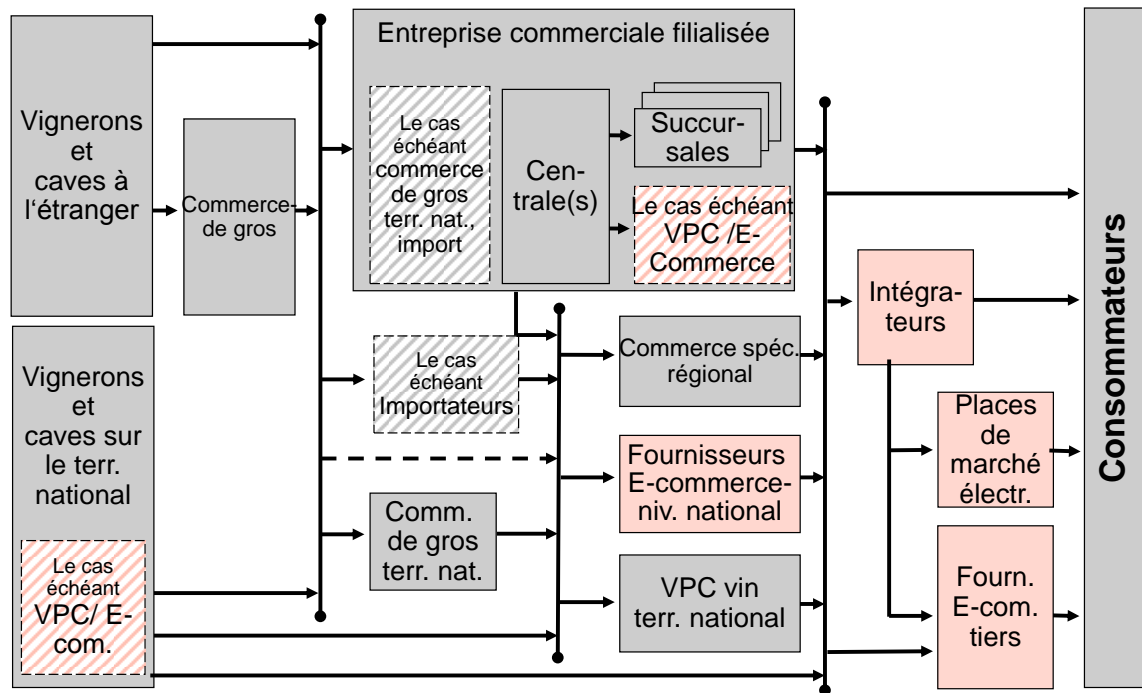 Vignerons
et
caves à
l‘étranger
Commerce-
de gros
Vignerons
et
caves sur
le terr.
national
Le cas
échéant
VPC/ E-
com.
Entreprise commerciale filialisée
Le cas
échéant
commerce
de gros
terr. nat.,
import
Cen-
trale(s)
Succur-
sales
Le cas échéant
VPC /E-
Commerce
Le cas
échéant
Importateurs
Comm.
de gros
terr. nat.
Commerce spéc.
régional
Fournisseurs
E-commerce-
niv. national
VPC vin
terr. national
Intégra-
teurs
Places
de
marché
électr.
Fourn.
E-com.
tiers
Consommateurs